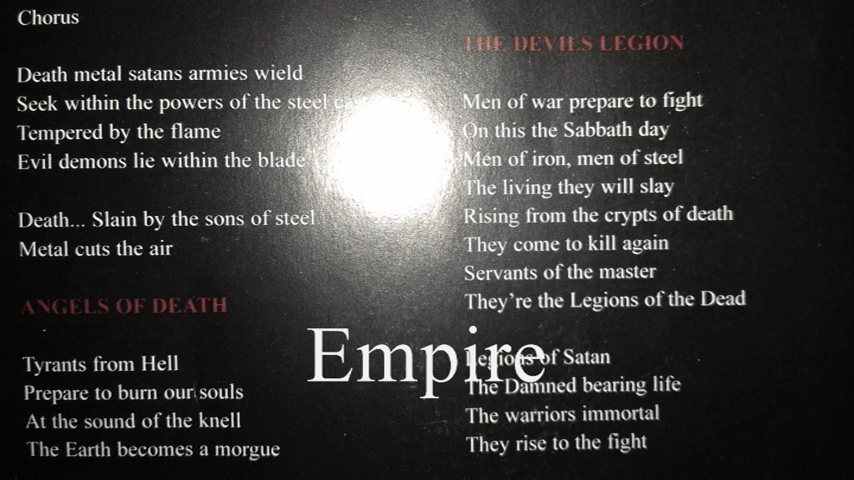 Chorus
Death metal satans armies wield
Seek within the powers of the steel
Tempered by the flame
Evil demons lie within the blade
Death... Slain by the sons of steel
Metal cuts the air
ANGELS OF DEATH
Tyrants from Hell
Prepare to burn our souls
At the sound of the knell
The Earth becomes a morgue
THE DEVILS LEGION
Men of war prepare to fight
On this the Sabbath day
Men of iron, men of steel
The living they will slay
Rising from the crypts of death
They come to kill again
Servants of the master
They're the Legions of the Dead
Legions of Satan
The Damned bearing life
The warriors immortal
They rise to the fight
Empire